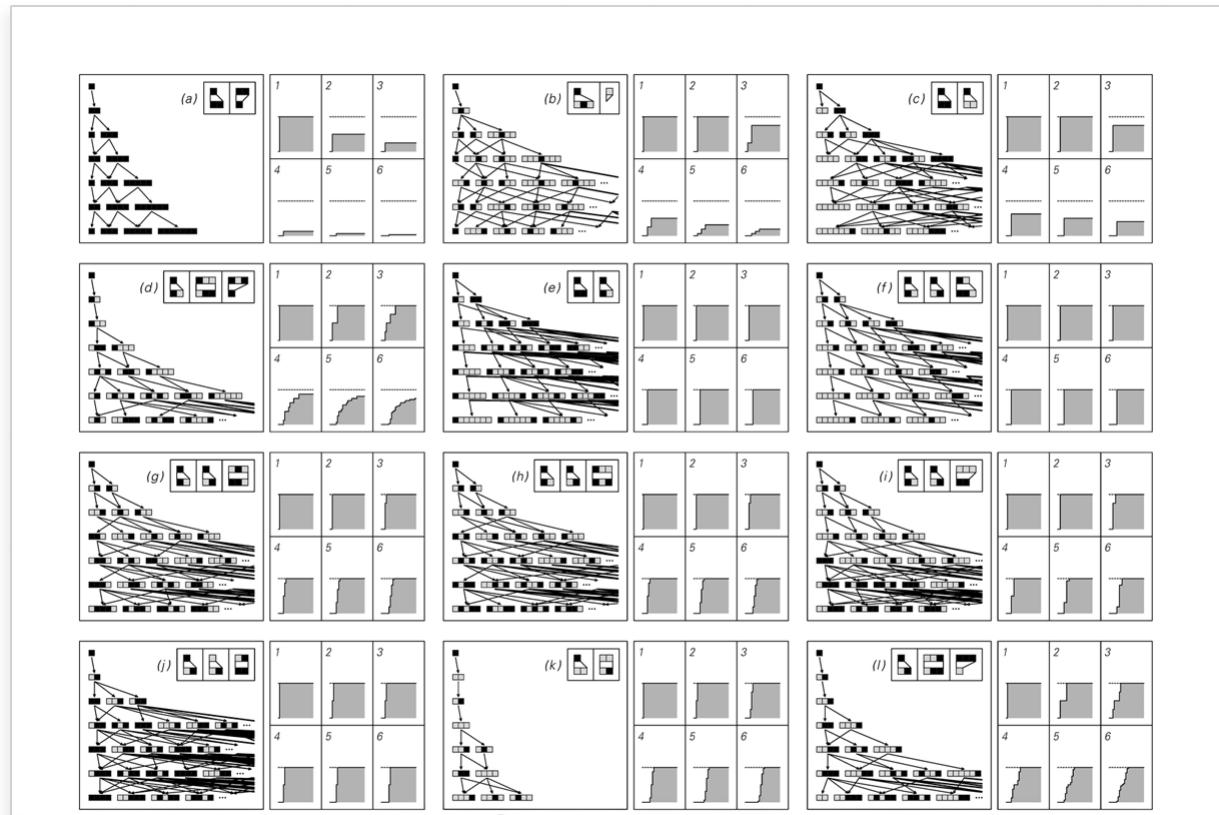 (a) 1 2 3 (b) 1 2 3 (c) 1 2 3
4 5 6 ... 4 5 6 ... 4 5 6
(d) 1 2 3 (e) 1 2 3 (f) 1 2 3
4 5 6 ... 4 5 6 ... 4 5 6
(g) 1 2 3 (h) 1 2 3 (i) 1 2 3
4 5 6 ... 4 5 6 ... 4 5 6
(j) 1 2 3 (k) 1 2 3 (l) 1 2 3
4 5 6 4 5 6 ... 4 5 6